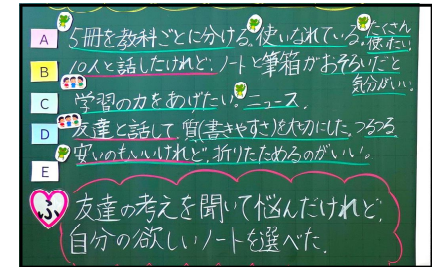 A 5冊を教科ごとに分ける。使いなれている。たくさん使いたい
B 10人と話したけれど、ノートと筆箱がおそろいだと気分がいい。
C 学習の力をあげたい。ニュース.
D 友達と話して、質(書きやすさ)を大切にした。つるつる
E 安いのもいいけれど、折りたためるのがいい。
ふ 友達の考えを聞いて悩んだけれど、
自分の欲しいノートを選べた.